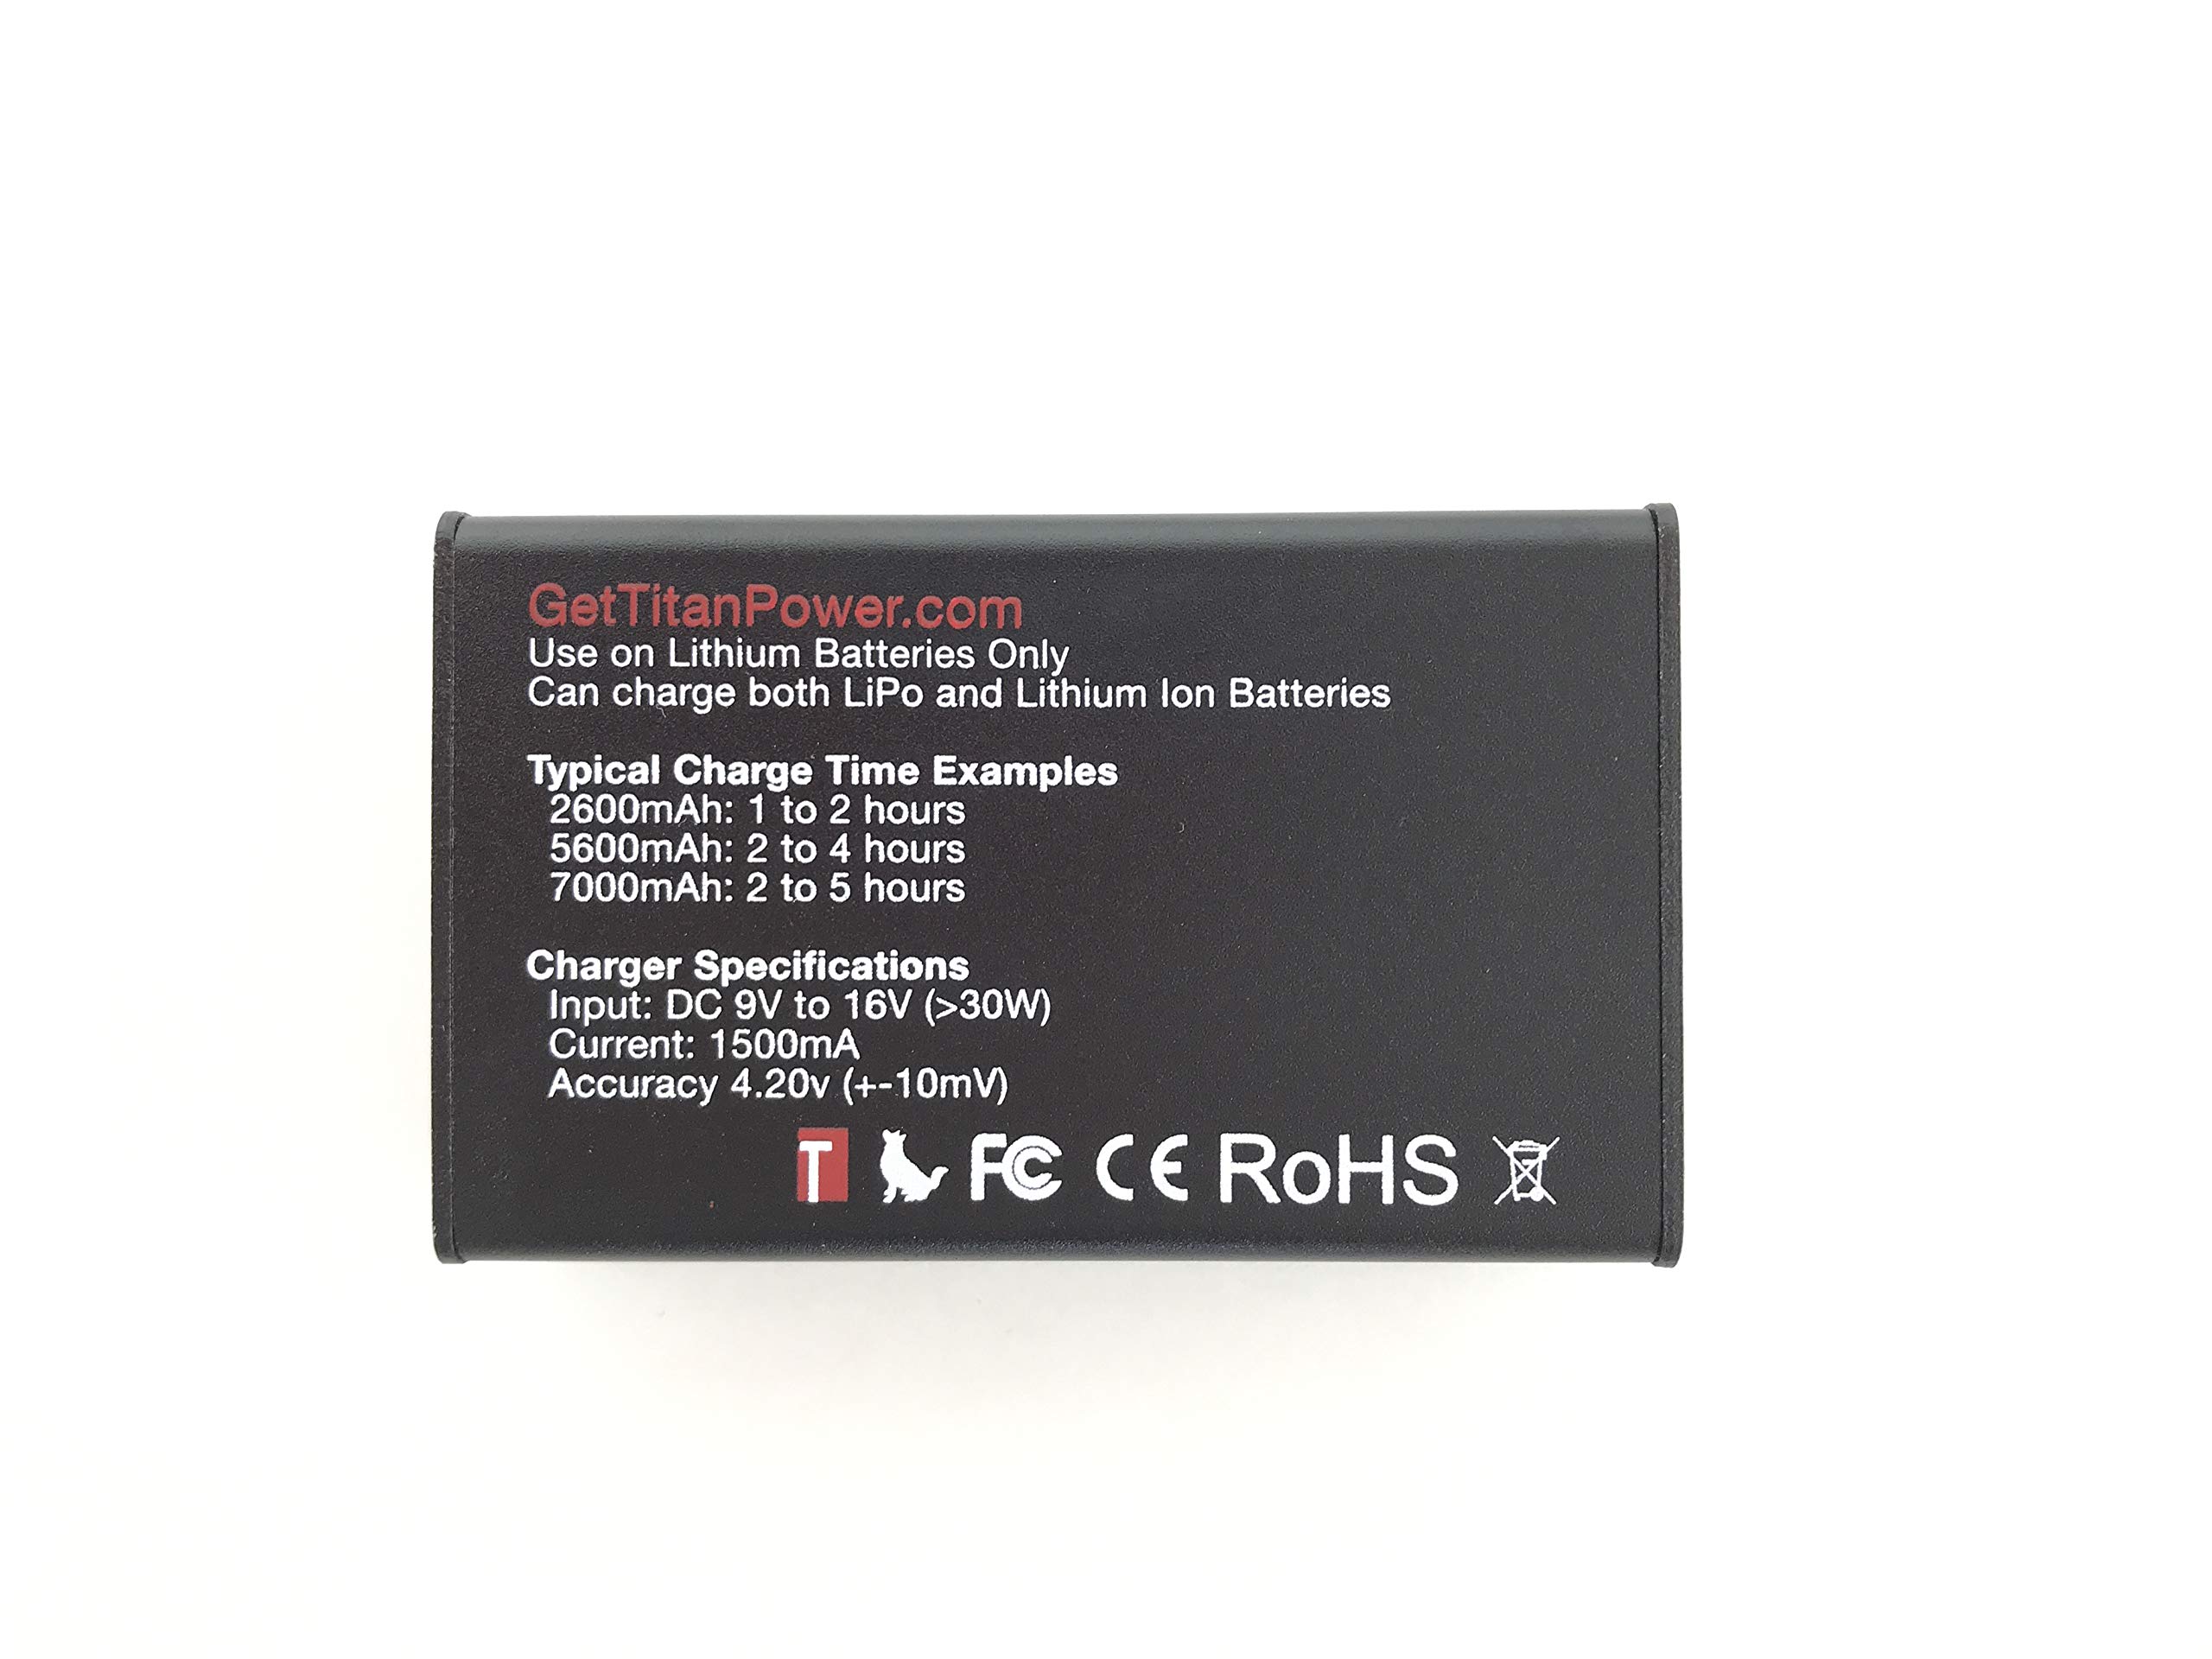 GetTitanPower.com
Use on Lithium Batteries Only
Can charge both LiPo and Lithium Ion Batteries
Typical Charge Time Examples
2600mAh: 1 to 2 hours
5600mAh: 2 to 4 hours
7000mAh: 2 to 5 hours
Charger Specifications
Input: DC 9V to 16V (>30W)
Current: 1500mA
Accuracy 4.20v (+-10mV)
T FC CE RoHS